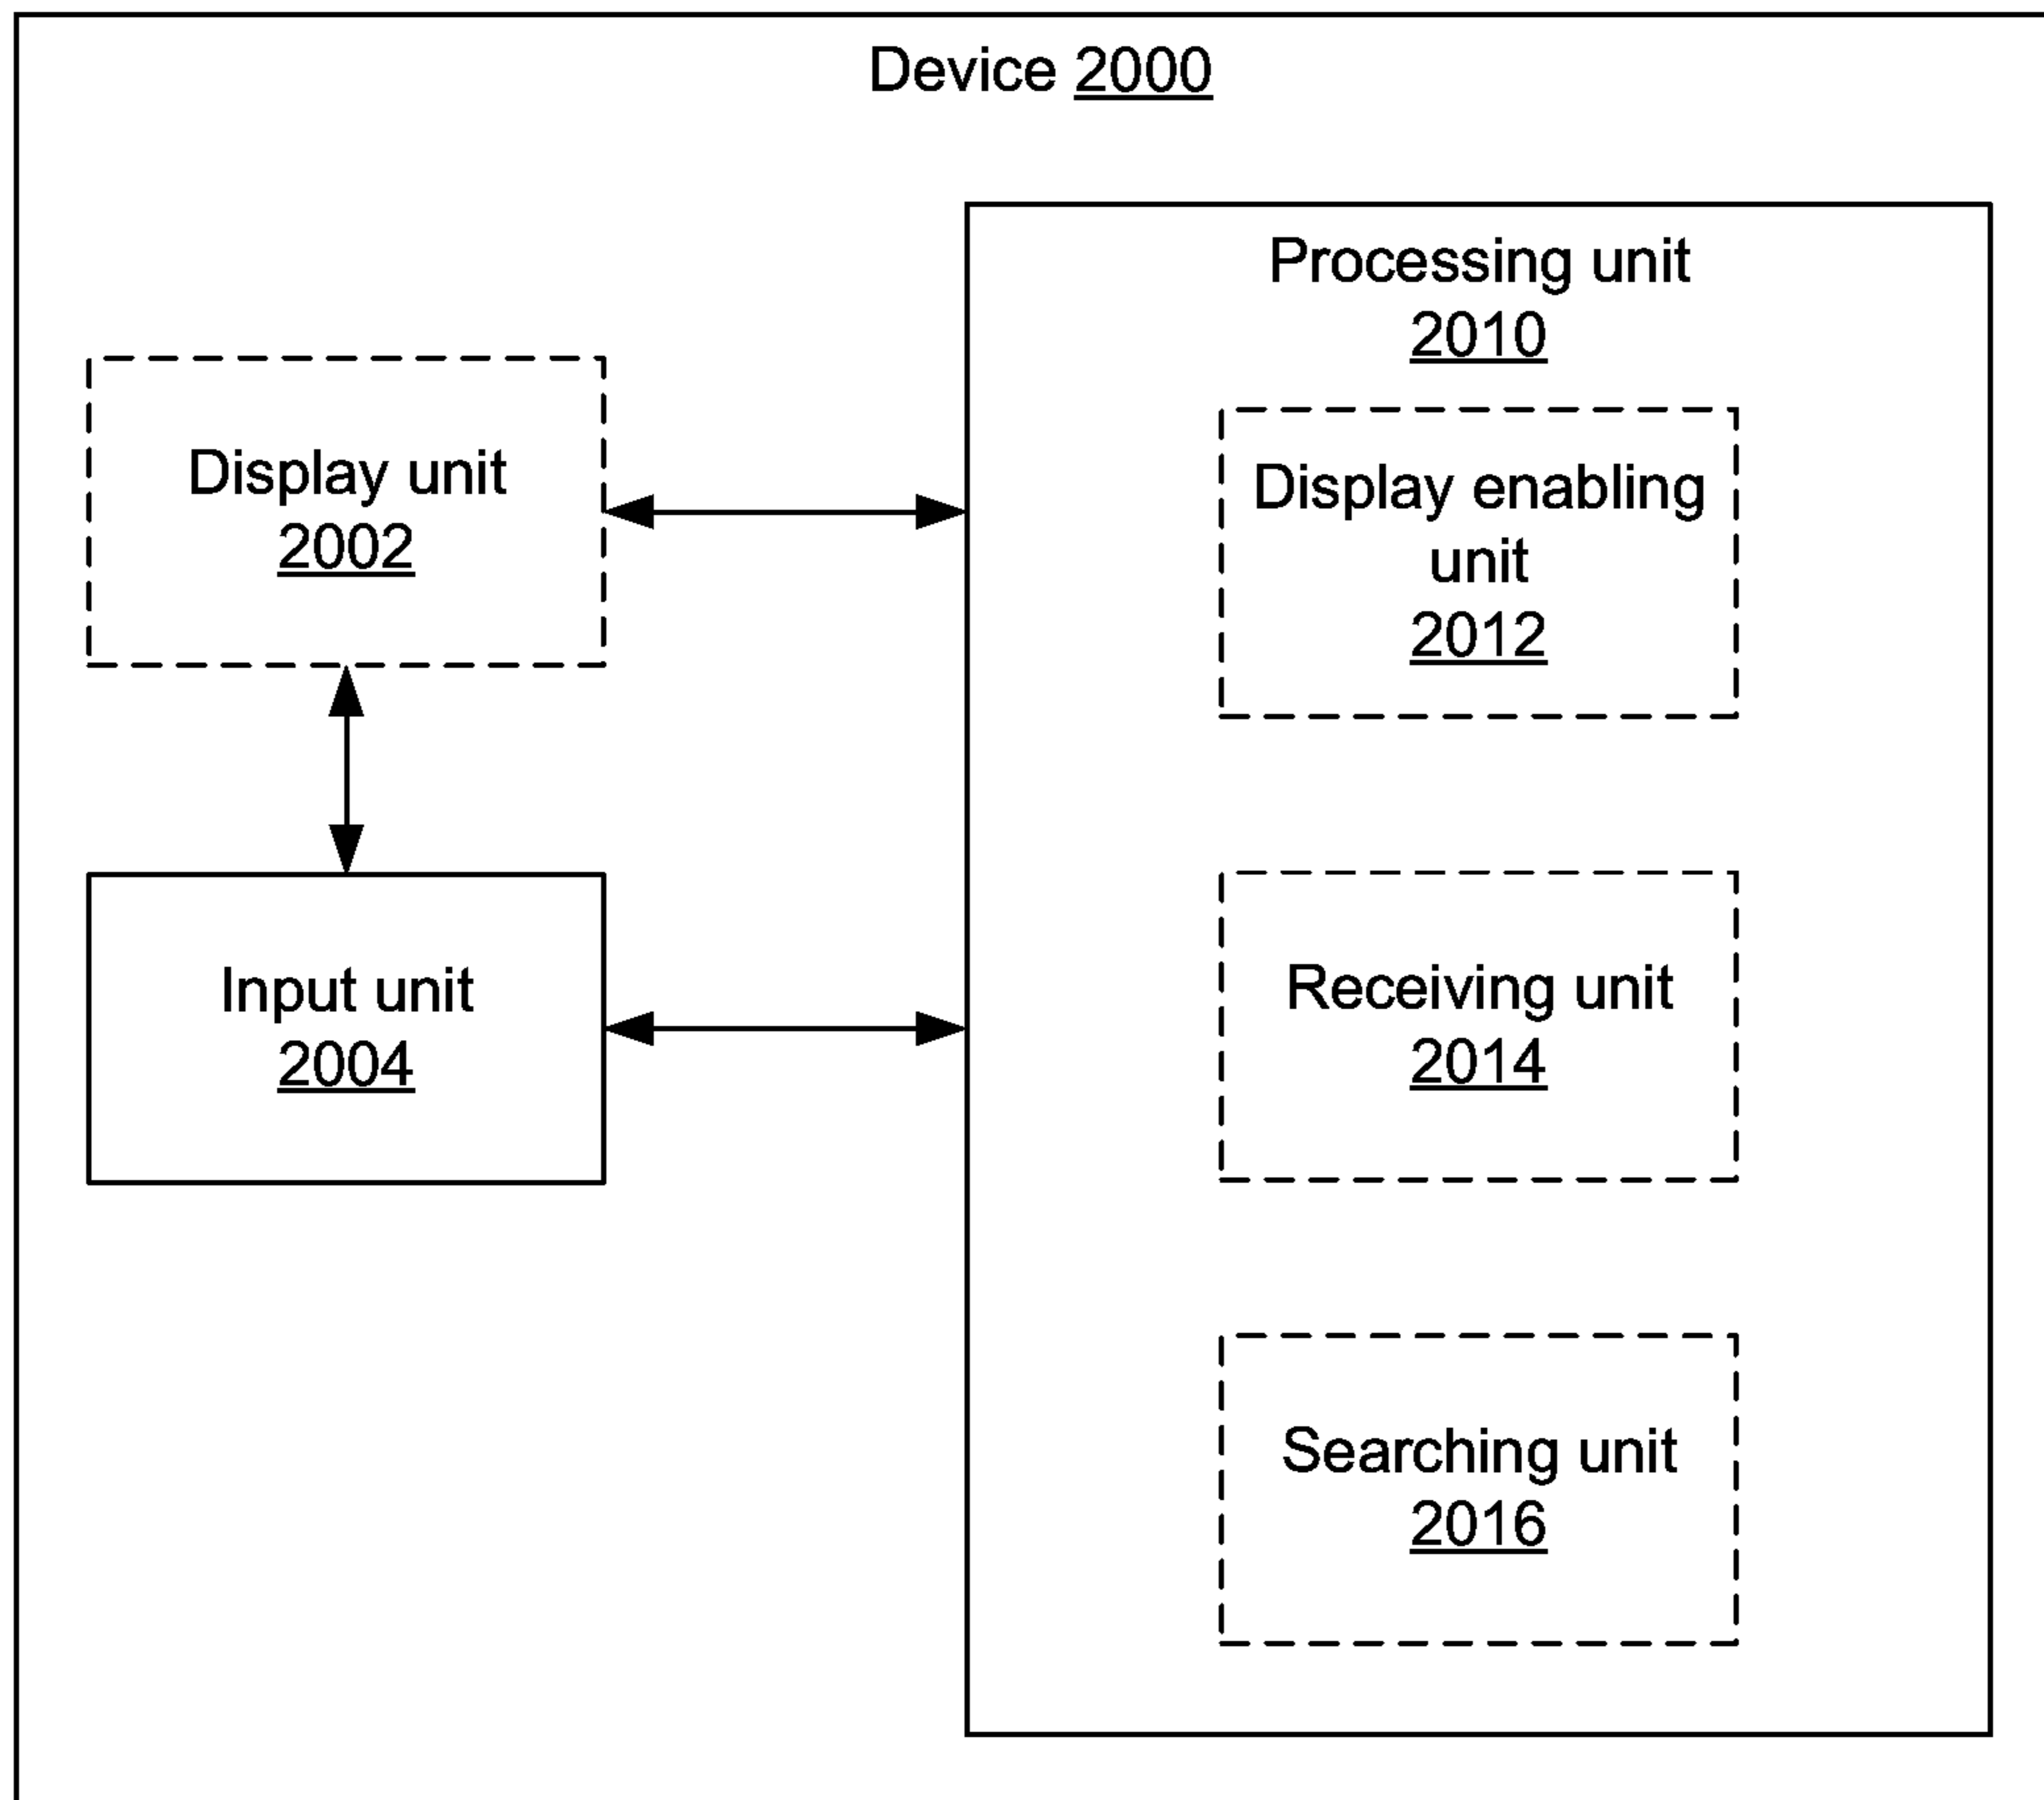 Device 2000
Processing unit
2010
Display unit
2002
Display enabling
unit
2012
Input unit
2004
Receiving unit
2014
Searching unit
2016